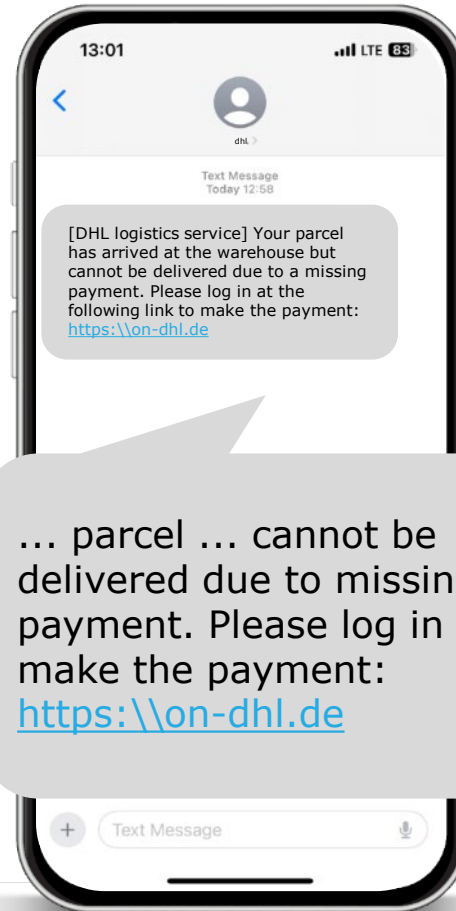 13:01
LTE 83
dhl
Text Message
Today 12:58
[DHL logistics service] Your parcel
has arrived at the warehouse but
cannot be delivered due to a missing
payment. Please log in at the
following link to make the payment:
https:\\on-dhl.de
... parcel ... cannot be
delivered due to missin
payment. Please log in
make the payment:
https:\\on-dhl.de
Text Message